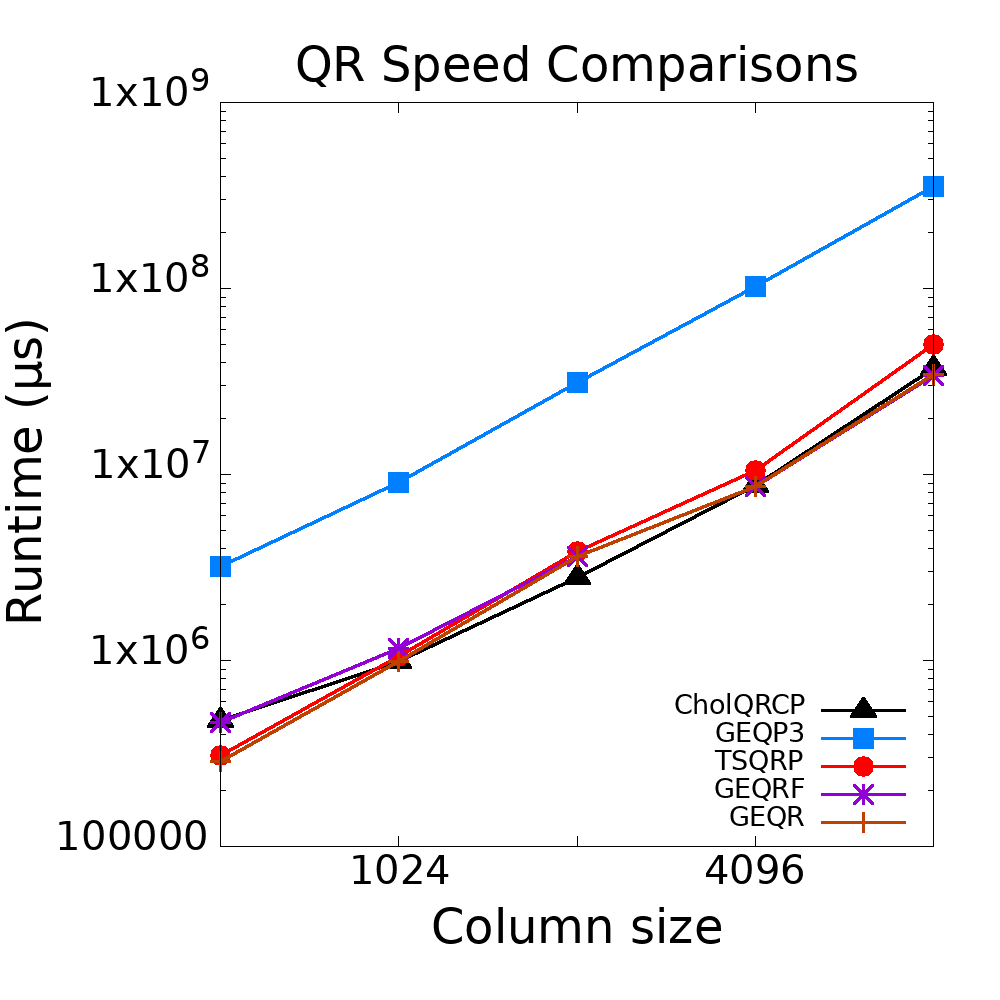 QR Speed Comparisons
1x10⁹
1x10⁸
1x10⁷
1x10⁶
100000
Runtime (µs)
1024 4096
Column size
CholQRCP
GEQP3
TSQRP
GEQRF
GEQR